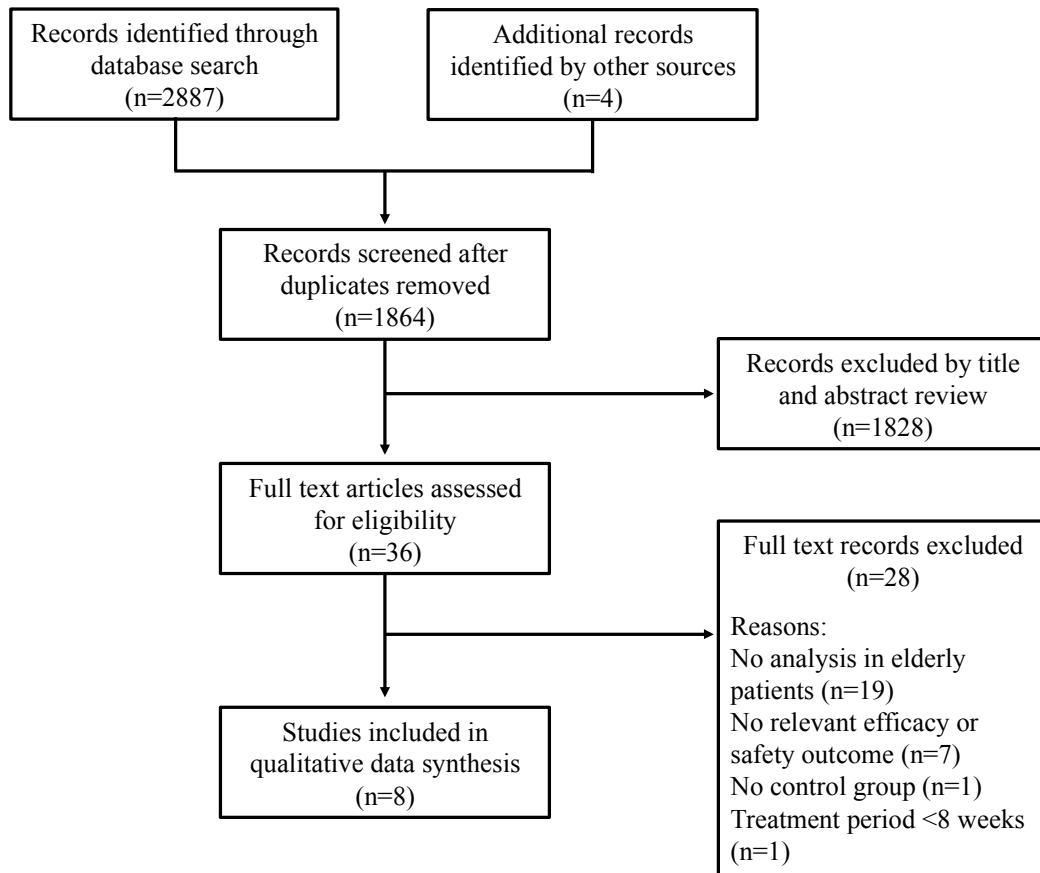 Records identified through
database search
(n=2887)
Additional records
identified by other sources
(n=4)
Records screened after
duplicates removed
(n=1864)
Records excluded by title
and abstract review
(n=1828)
Full text articles assessed
for eligibility
(n=36)
Full text records excluded
(n=28)
Reasons:
No analysis in elderly
patients (n=19)
No relevant efficacy or
safety outcome (n=7)
No control group (n=1)
Treatment period <8 weeks
(n=1)
Studies included in
qualitative data synthesis
(n=8)